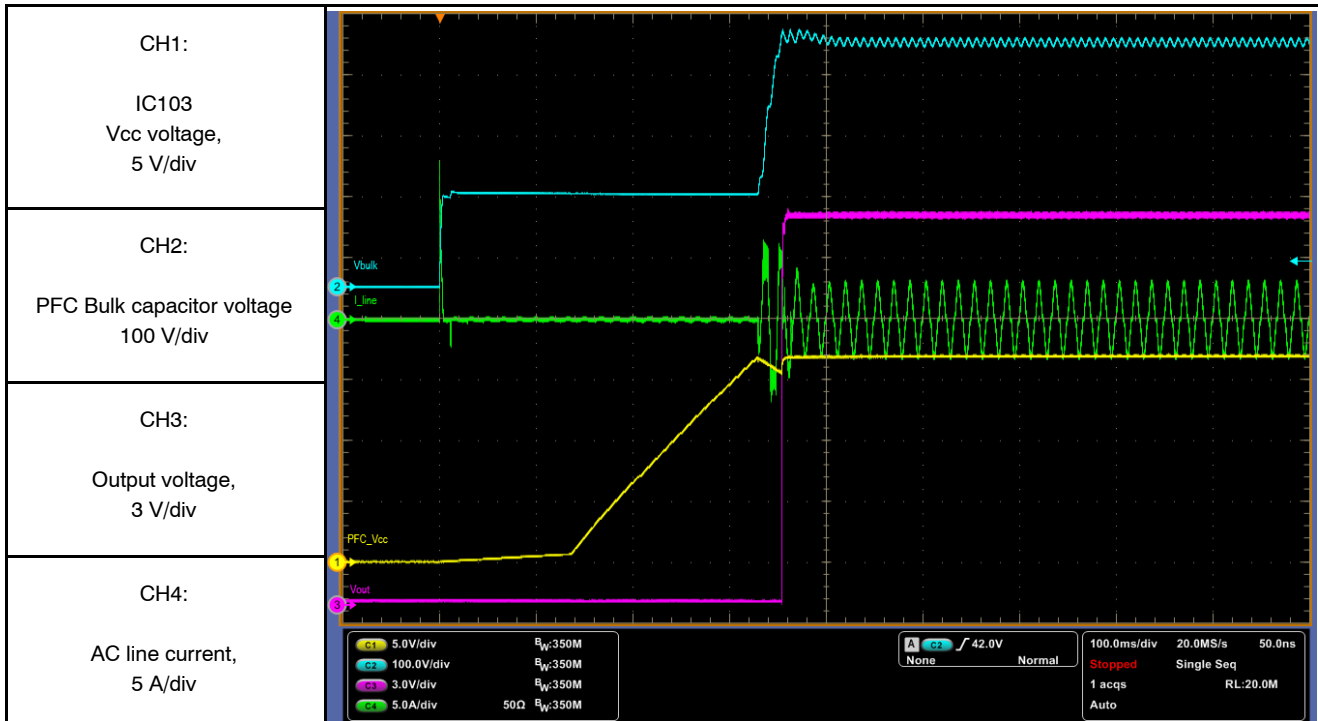 CH1:
IC103
Vcc voltage,
5 V/div
CH2:
PFC Bulk capacitor voltage
100 V/div
CH3:
Output voltage,
3 V/div
CH4:
AC line current,
5 A/div
Vbulk
2
I_line
4
PFC_Vcc
1
Vout
3
C1 5.0V/div BW:350M
C2 100.0V/div BW:350M
C3 3.0V/div BW:350M
C4 5.0A/div 50Ω BW:350M
A C2 42.0V
None Normal
100.0ms/div 20.0MS/s 50.0ns
Stopped Single Seq
1 acqs RL:20.0M
Auto